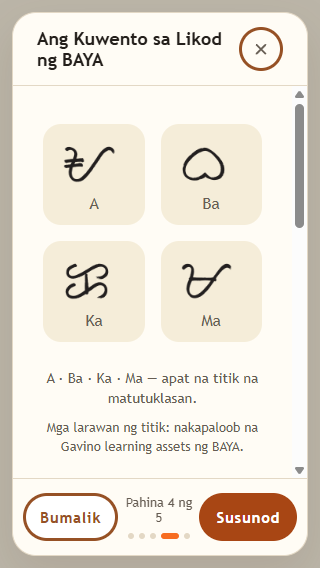 Ang Kuwento sa Likod
ng BAYA
ᜀ ᜊ
A Ba
ᜃ ᜋ
Ka Ma
A · Ba · Ka · Ma — apat na titik na
matutuklasan.
Mga larawan ng titik: nakapaloob na
Gavino learning assets ng BAYA.
Bumalik
Pahina 4 ng
5
Susunod